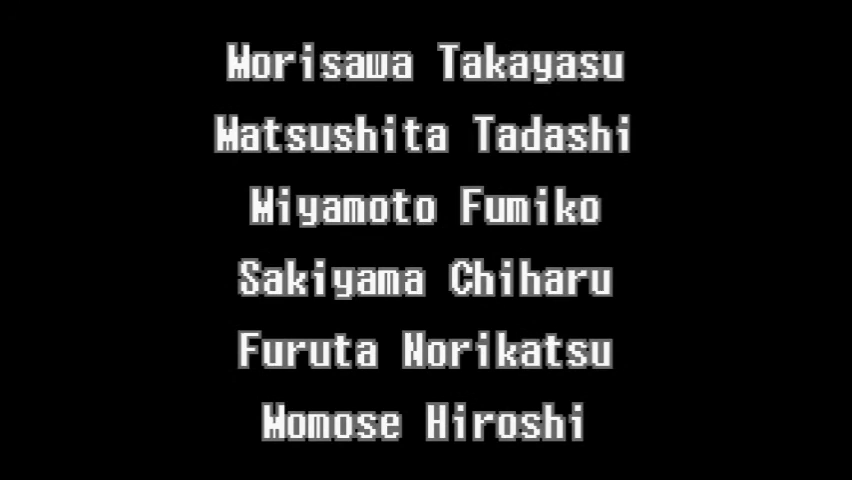 Morisawa Takayasu
Matsushita Tadashi
Miyamoto Fumiko
Sakiyama Chiharu
Furuta Norikatsu
Momose Hiroshi